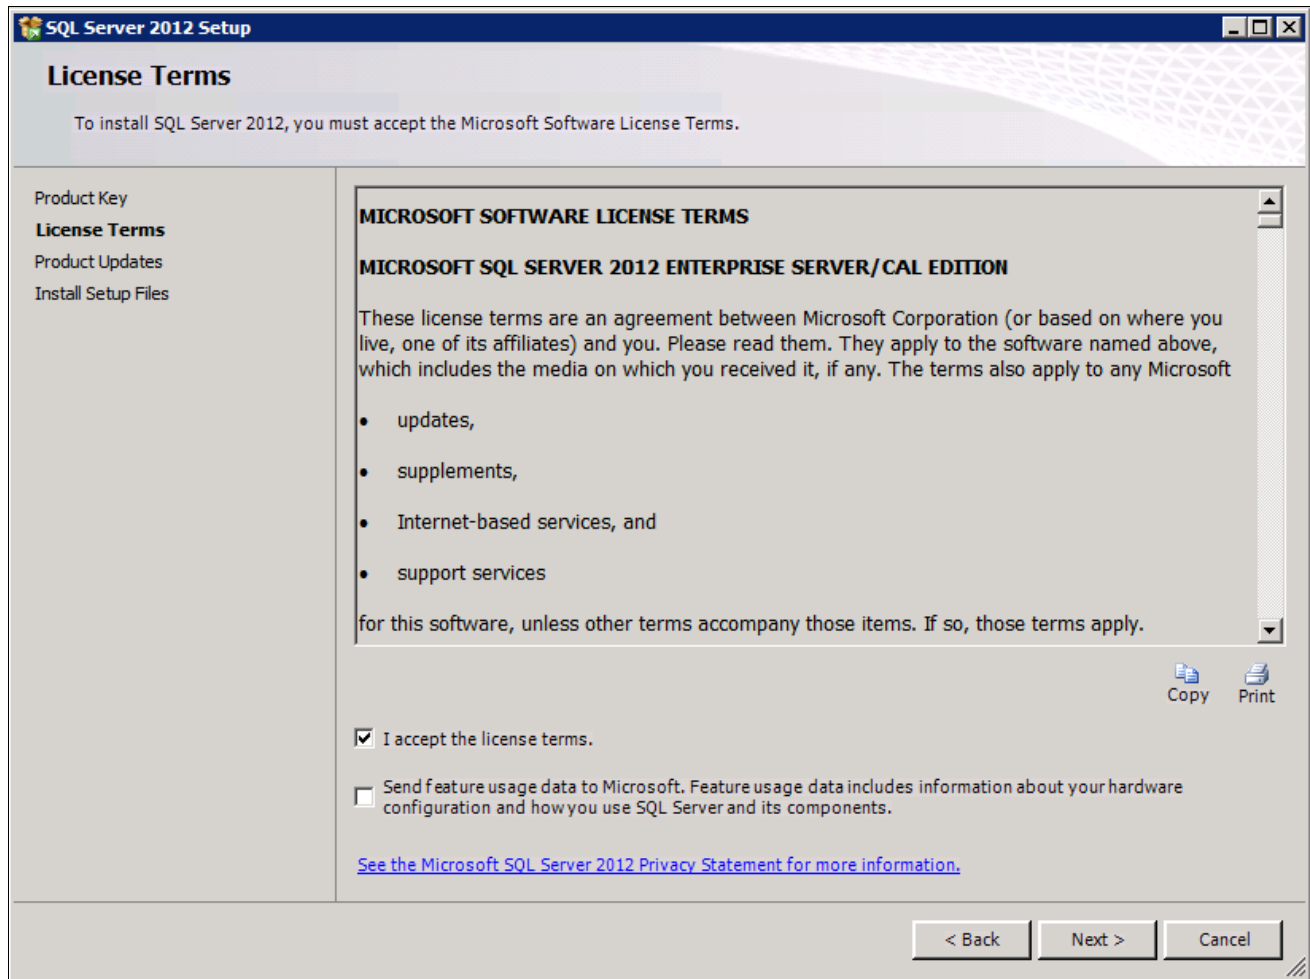 SQL Server 2012 Setup
License Terms
To install SQL Server 2012, you must accept the Microsoft Software License Terms.
Product Key
License Terms
Product Updates
Install Setup Files
MICROSOFT SOFTWARE LICENSE TERMS
MICROSOFT SQL SERVER 2012 ENTERPRISE SERVER/CAL EDITION
These license terms are an agreement between Microsoft Corporation (or based on where you
live, one of its affiliates) and you. Please read them. They apply to the software named above,
which includes the media on which you received it, if any. The terms also apply to any Microsoft
• updates,
• supplements,
• Internet-based services, and
• support services
for this software, unless other terms accompany those items. If so, those terms apply.
Copy Print
I accept the license terms.
Send feature usage data to Microsoft. Feature usage data includes information about your hardware
configuration and how you use SQL Server and its components.
See the Microsoft SQL Server 2012 Privacy Statement for more information.
< Back Next > Cancel